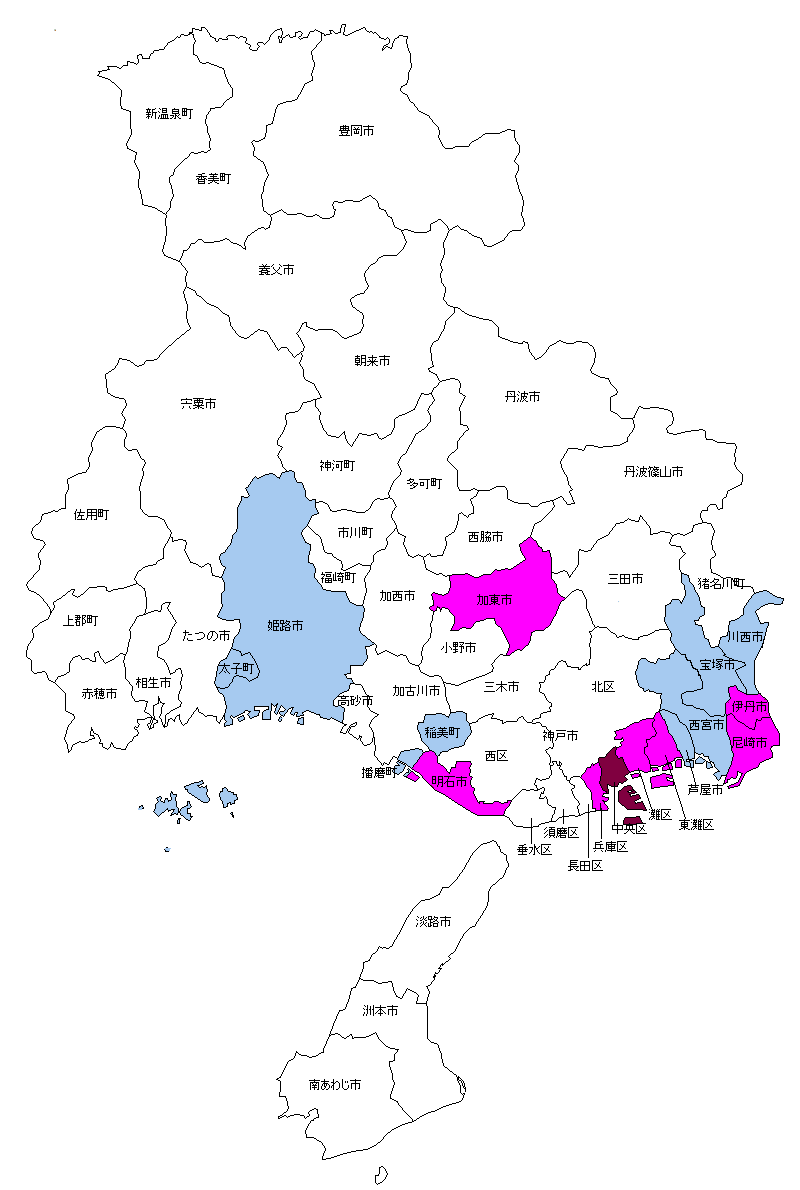 新温泉町
豊岡市
香美町
養父市
朝来市
丹波市
宍粟市
神河町
丹波篠山市
多可町
佐用町
市川町
西脇市
福崎町
三田市
猪名川町
加西市
加東市
上郡町
姫路市
たつの市
川西市
小野市
太子町
宝塚市
相生市
三木市
北区
赤穂市
加古川市
高砂市
伊丹市
西宮市
稲美町
神戸市
尼崎市
西区
播磨町
明石市
芦屋市
灘区
東灘区
中央区
須磨区
兵庫区
垂水区
長田区
淡路市
洲本市
南あわじ市